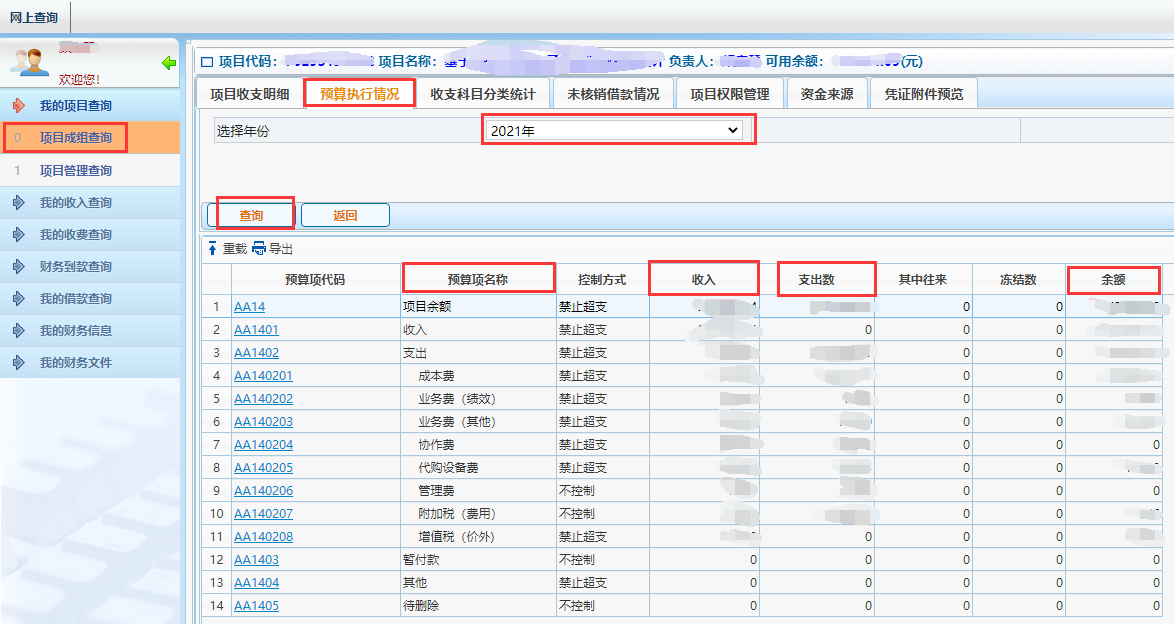 网上查询
欢迎您!
我的项目查询
0 项目成组查询
1 项目管理查询
我的收入查询
我的收费查询
财务到款查询
我的借款查询
我的财务信息
我的财务文件
项目代码: 项目名称: 负责人: 可用余额: (元)
项目收支明细 预算执行情况 收支科目分类统计 未核销借款情况 项目权限管理 资金来源 凭证附件预览
选择年份 2021年
查询 返回
重载 导出
预算项代码 预算项名称 控制方式 收入 支出数 其中往来 冻结数 余额
1 AA14 项目余额 禁止超支 0 0
2 AA1401 收入 禁止超支 0 0 0
3 AA1402 支出 禁止超支 0 0
4 AA140201 成本费 禁止超支 0 0
5 AA140202 业务费（绩效） 禁止超支 0 0
6 AA140203 业务费（其他） 禁止超支 0 0
7 AA140204 协作费 禁止超支 0 0 0
8 AA140205 代购设备费 禁止超支 0 0
9 AA140206 管理费 不控制 0 0 0
10 AA140207 附加税（费用） 不控制 0 0
11 AA140208 增值税（价外） 禁止超支 0 0 0
12 AA1403 暂付款 不控制 0 0 0 0 0
13 AA1404 其他 禁止超支 0 0 0 0 0
14 AA1405 待删除 不控制 0 0 0 0 0